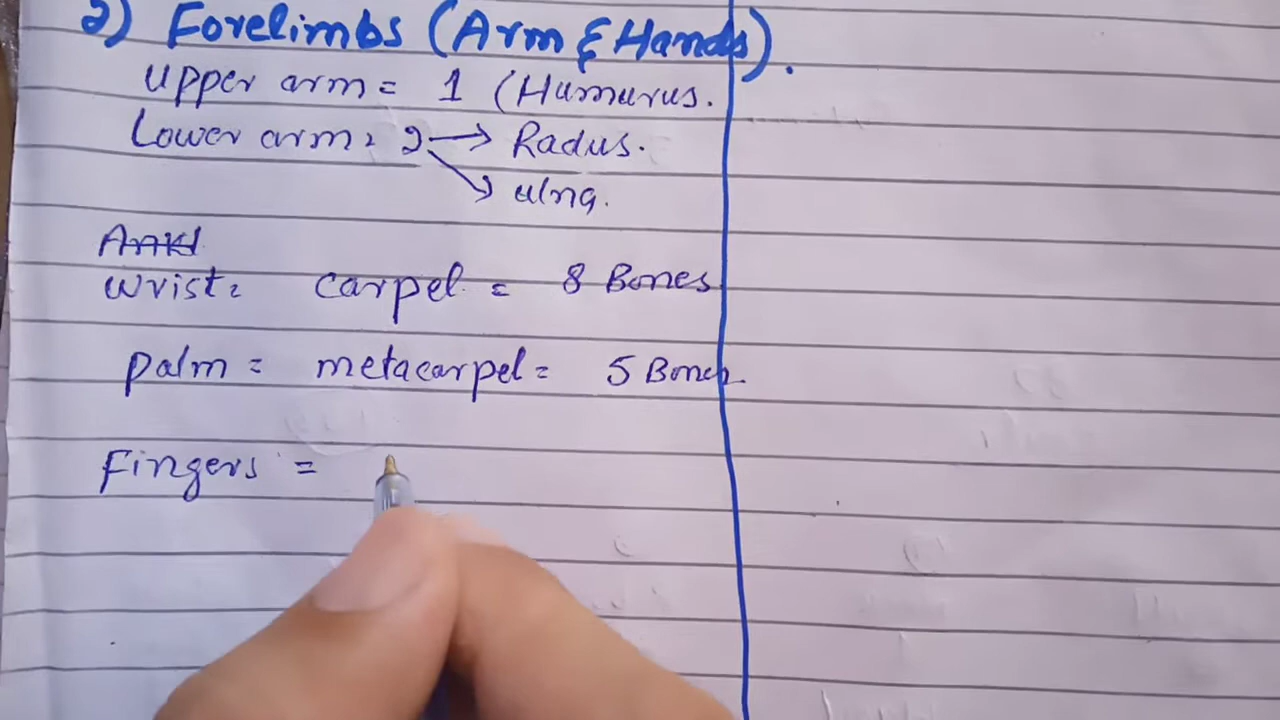 2) Forelimbs (Arm & Hands).
Upper arm = 1 (Humurus.
Lower arm = 2 → Radus.
→ ulna.
Ankl
Wrist = carpel = 8 Bones
Palm = metacarpel = 5 Bones
Fingers =